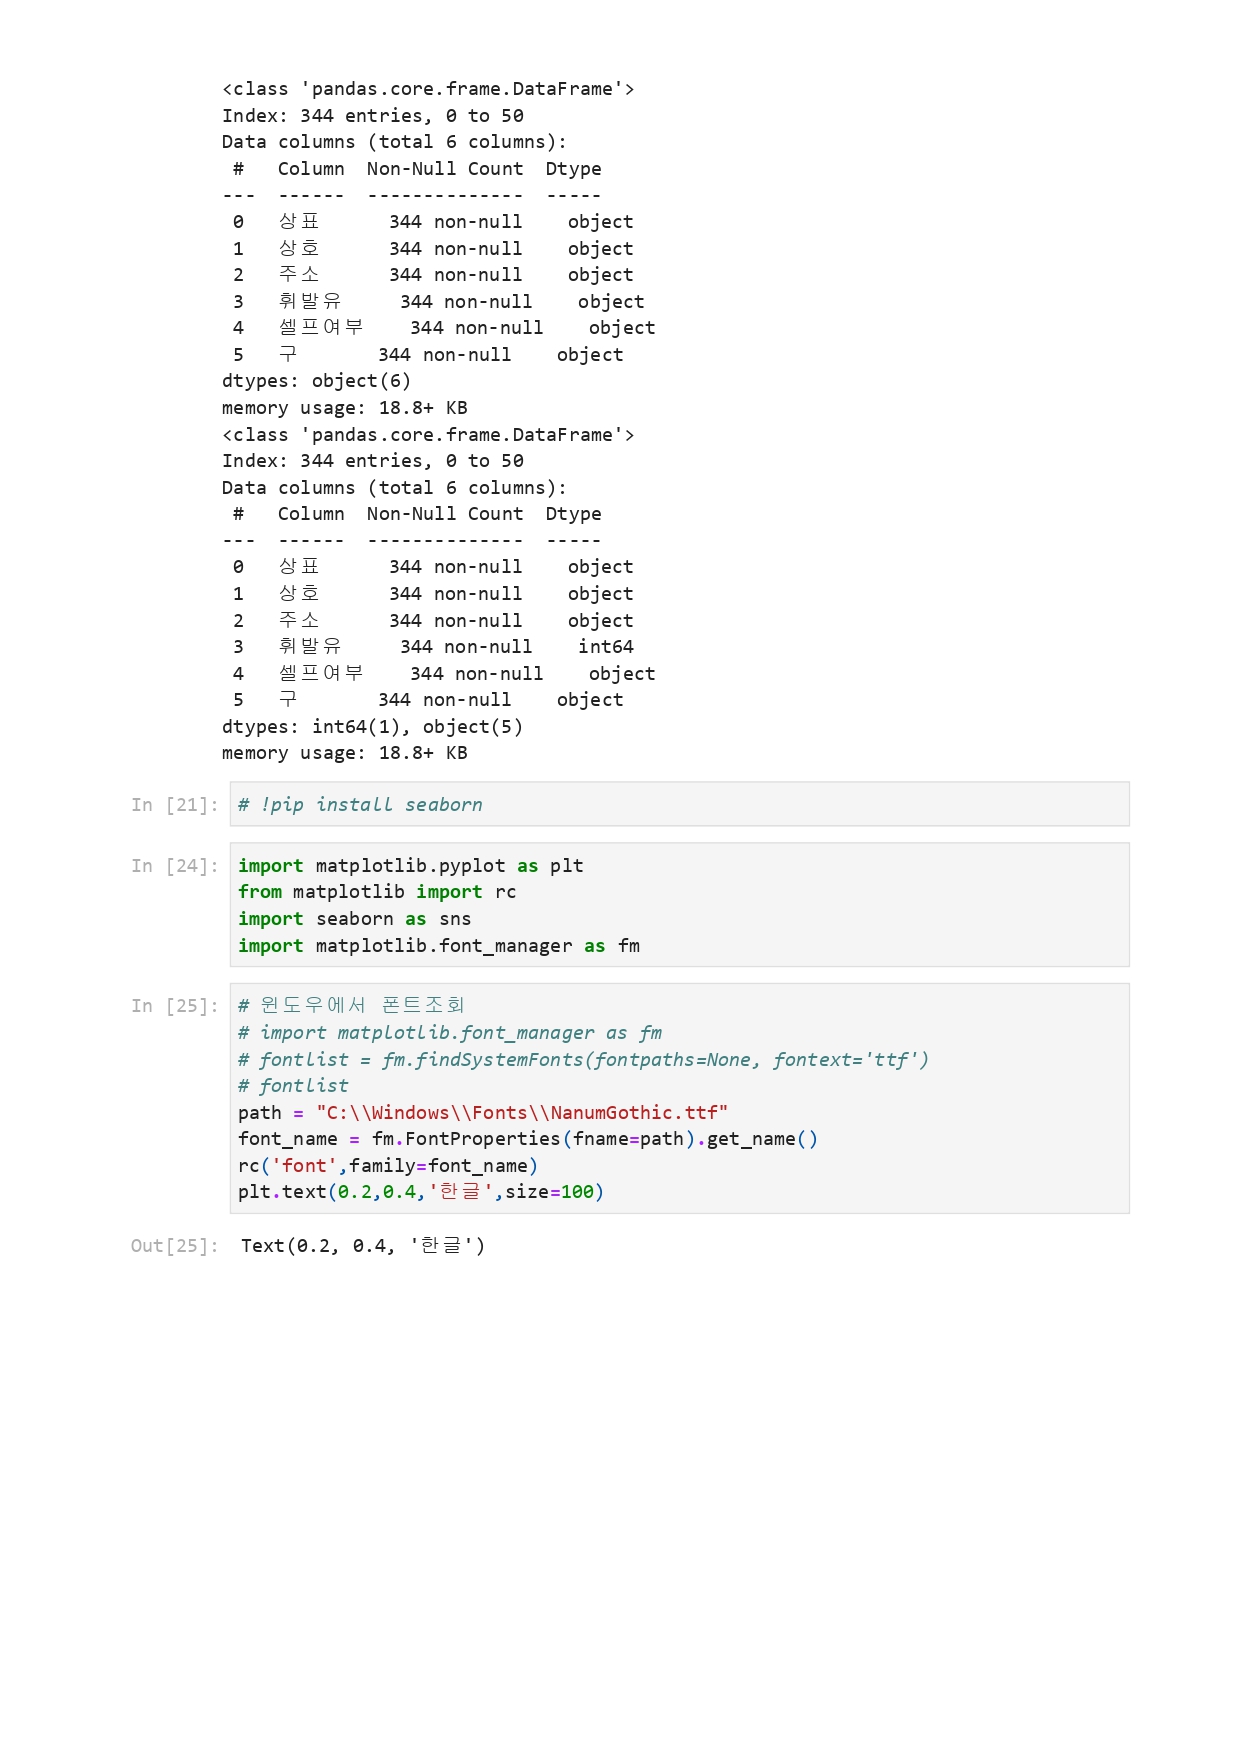 <class 'pandas.core.frame.DataFrame'>
Index: 344 entries, 0 to 50
Data columns (total 6 columns):
 #   Column  Non-Null Count  Dtype
---  ------  --------------  -----
 0   상표      344 non-null    object
 1   상호      344 non-null    object
 2   주소      344 non-null    object
 3   휘발유     344 non-null    object
 4   셀프여부    344 non-null    object
 5   구       344 non-null    object
dtypes: object(6)
memory usage: 18.8+ KB
<class 'pandas.core.frame.DataFrame'>
Index: 344 entries, 0 to 50
Data columns (total 6 columns):
 #   Column  Non-Null Count  Dtype
---  ------  --------------  -----
 0   상표      344 non-null    object
 1   상호      344 non-null    object
 2   주소      344 non-null    object
 3   휘발유     344 non-null    int64
 4   셀프여부    344 non-null    object
 5   구       344 non-null    object
dtypes: int64(1), object(5)
memory usage: 18.8+ KB
In [21]: # !pip install seaborn
In [24]: import matplotlib.pyplot as plt
from matplotlib import rc
import seaborn as sns
import matplotlib.font_manager as fm
In [25]: # 윈도우에서 폰트조회
# import matplotlib.font_manager as fm
# fontlist = fm.findSystemFonts(fontpaths=None, fontext='ttf')
# fontlist
path = "C:\\Windows\\Fonts\\NanumGothic.ttf"
font_name = fm.FontProperties(fname=path).get_name()
rc('font',family=font_name)
plt.text(0.2,0.4,'한글',size=100)
Out[25]: Text(0.2, 0.4, '한글')